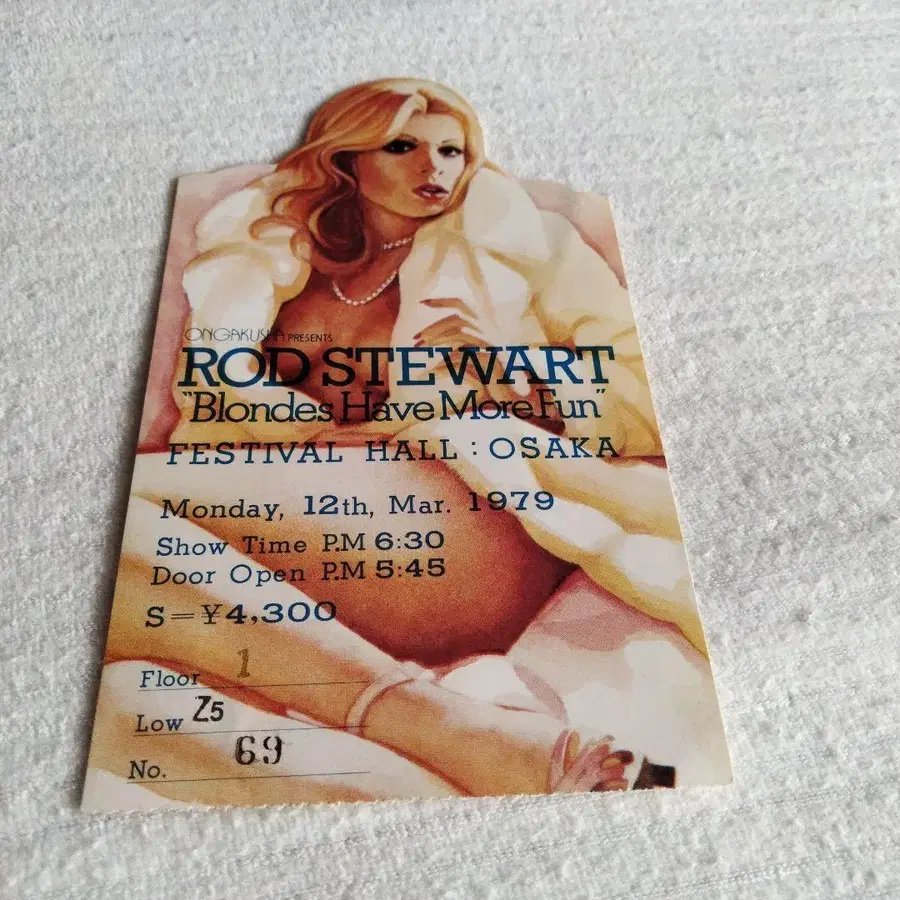 ONGAKUSHA PRESENTS
ROD STEWART
"Blondes Have More Fun"
FESTIVAL HALL : OSAKA
Monday, 12th, Mar. 1979
Show Time P.M 6:30
Door Open P.M 5:45
S=¥4,300
Floor 1
Low Z5
No. 69